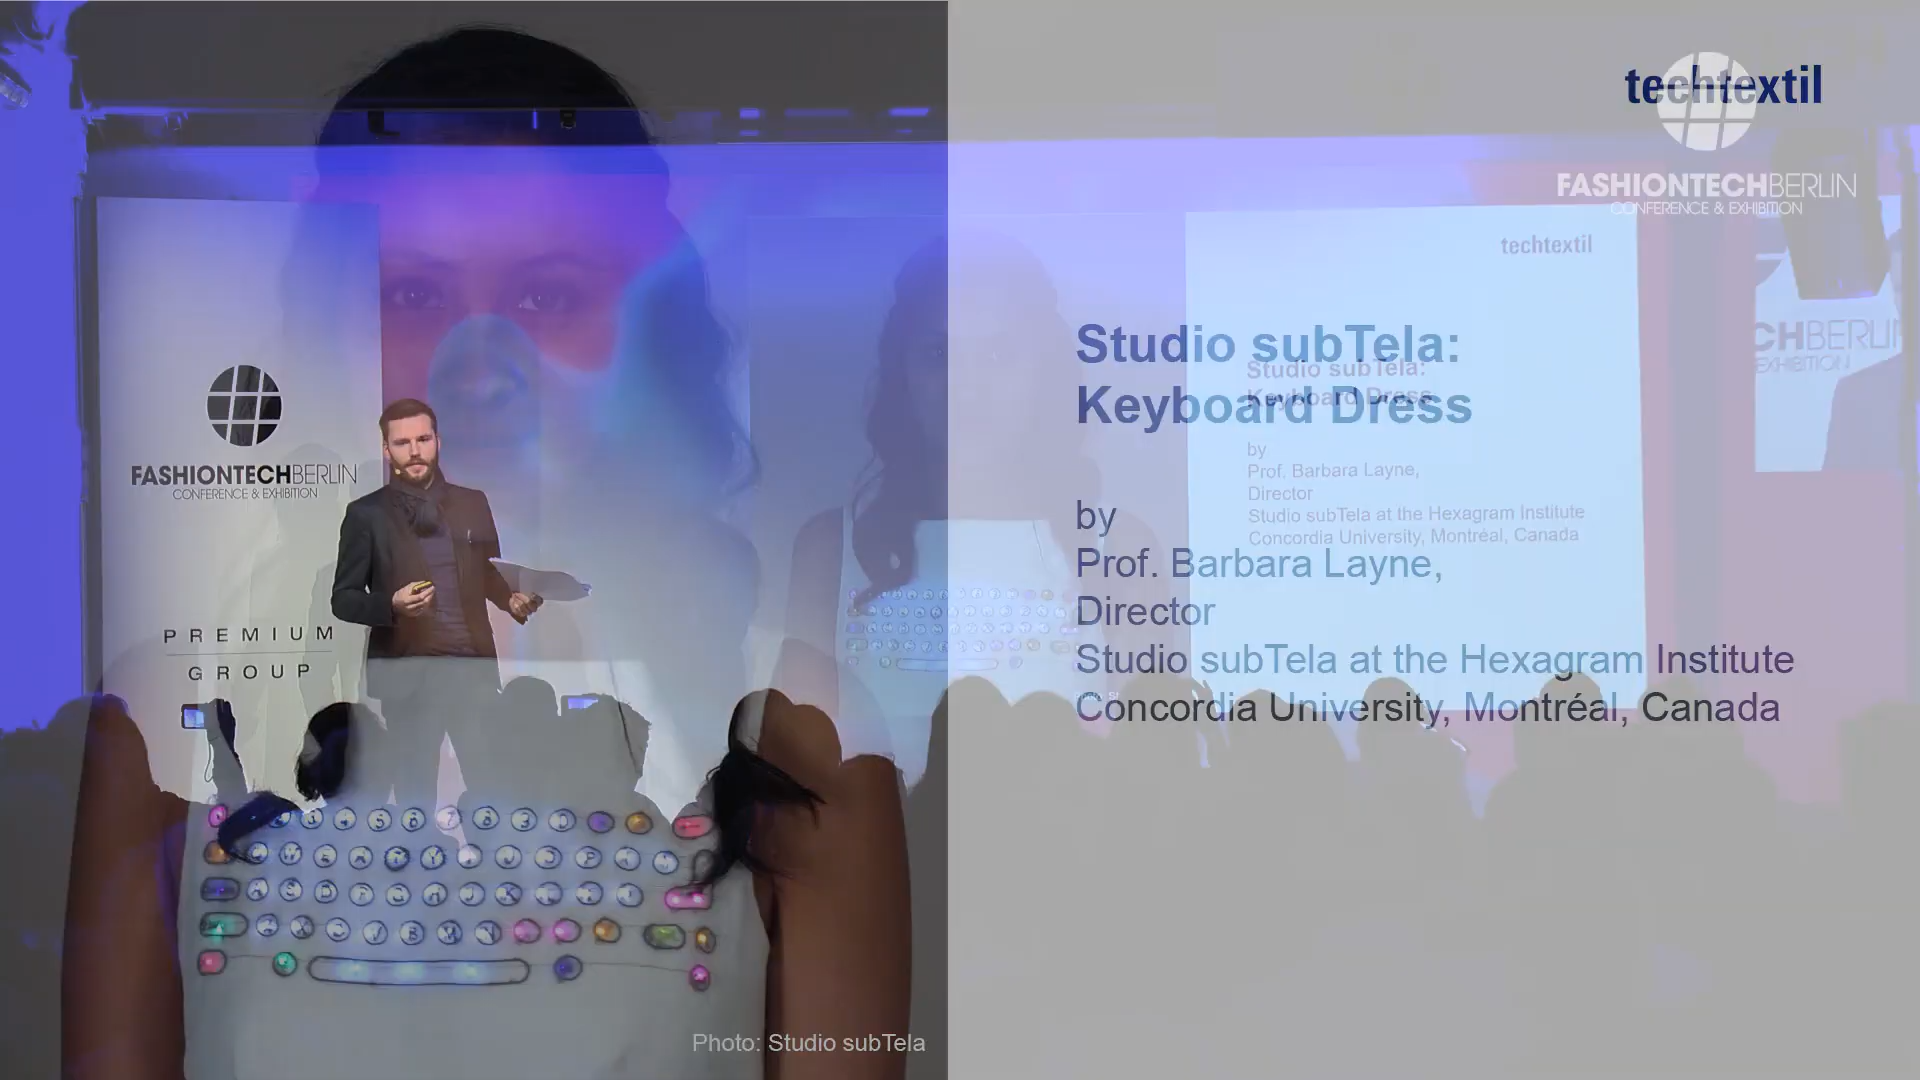 techtextil
FASHIONTECHBERLIN
CONFERENCE & EXHIBITION
techtextil
CHBERLIN
EXHIBITION
Studio subTela:
Keyboard Dress
by
Prof. Barbara Layne,
Director
Studio subTela at the Hexagram Institute
Concordia University, Montréal, Canada
Studio subTela:
Keyboard Dress
by
Prof. Barbara Layne,
Director
Studio subTela at the Hexagram Institute
Concordia University, Montréal, Canada
FASHIONTECHBERLIN
CONFERENCE & EXHIBITION
PREMIUM
GROUP
Photo: Studio subTela